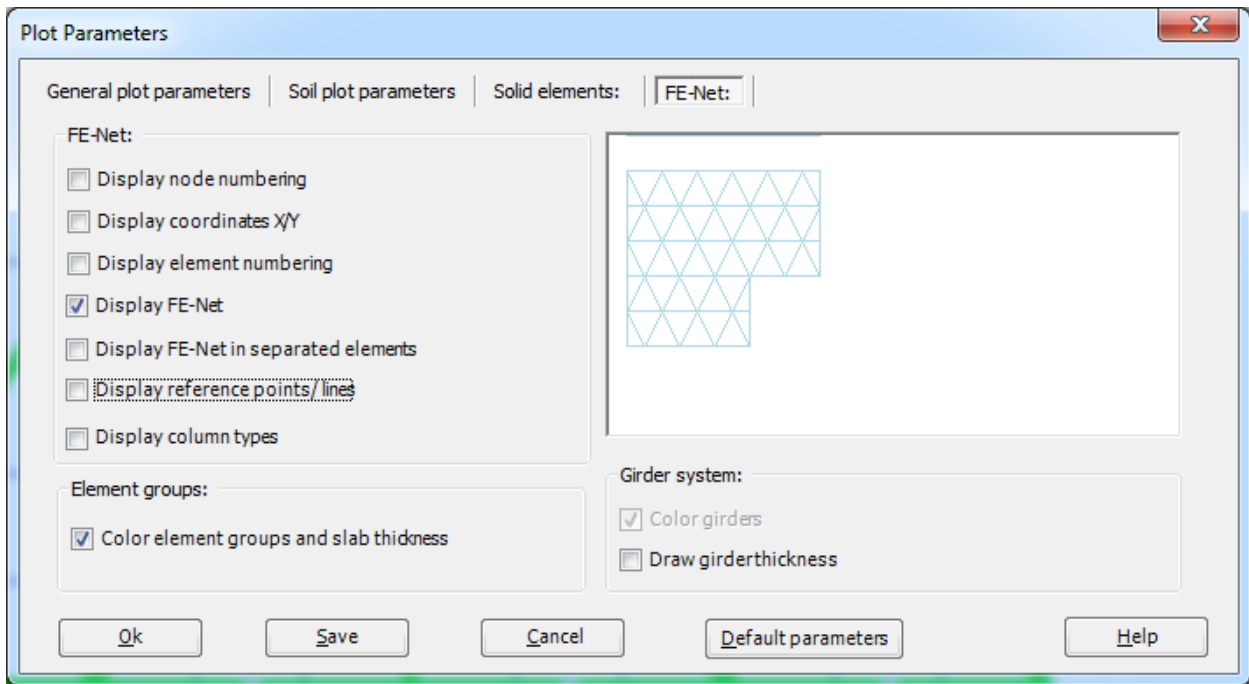 Plot Parameters
General plot parameters
Soil plot parameters
Solid elements:
FE-Net:
FE-Net:
Display node numbering
Display coordinates X/Y
Display element numbering
Display FE-Net
Display FE-Net in separated elements
Display reference points/lines
Display column types
Element groups:
Color element groups and slab thickness
Girder system:
Color girders
Draw girderthickness
Ok
Save
Cancel
Default parameters
Help